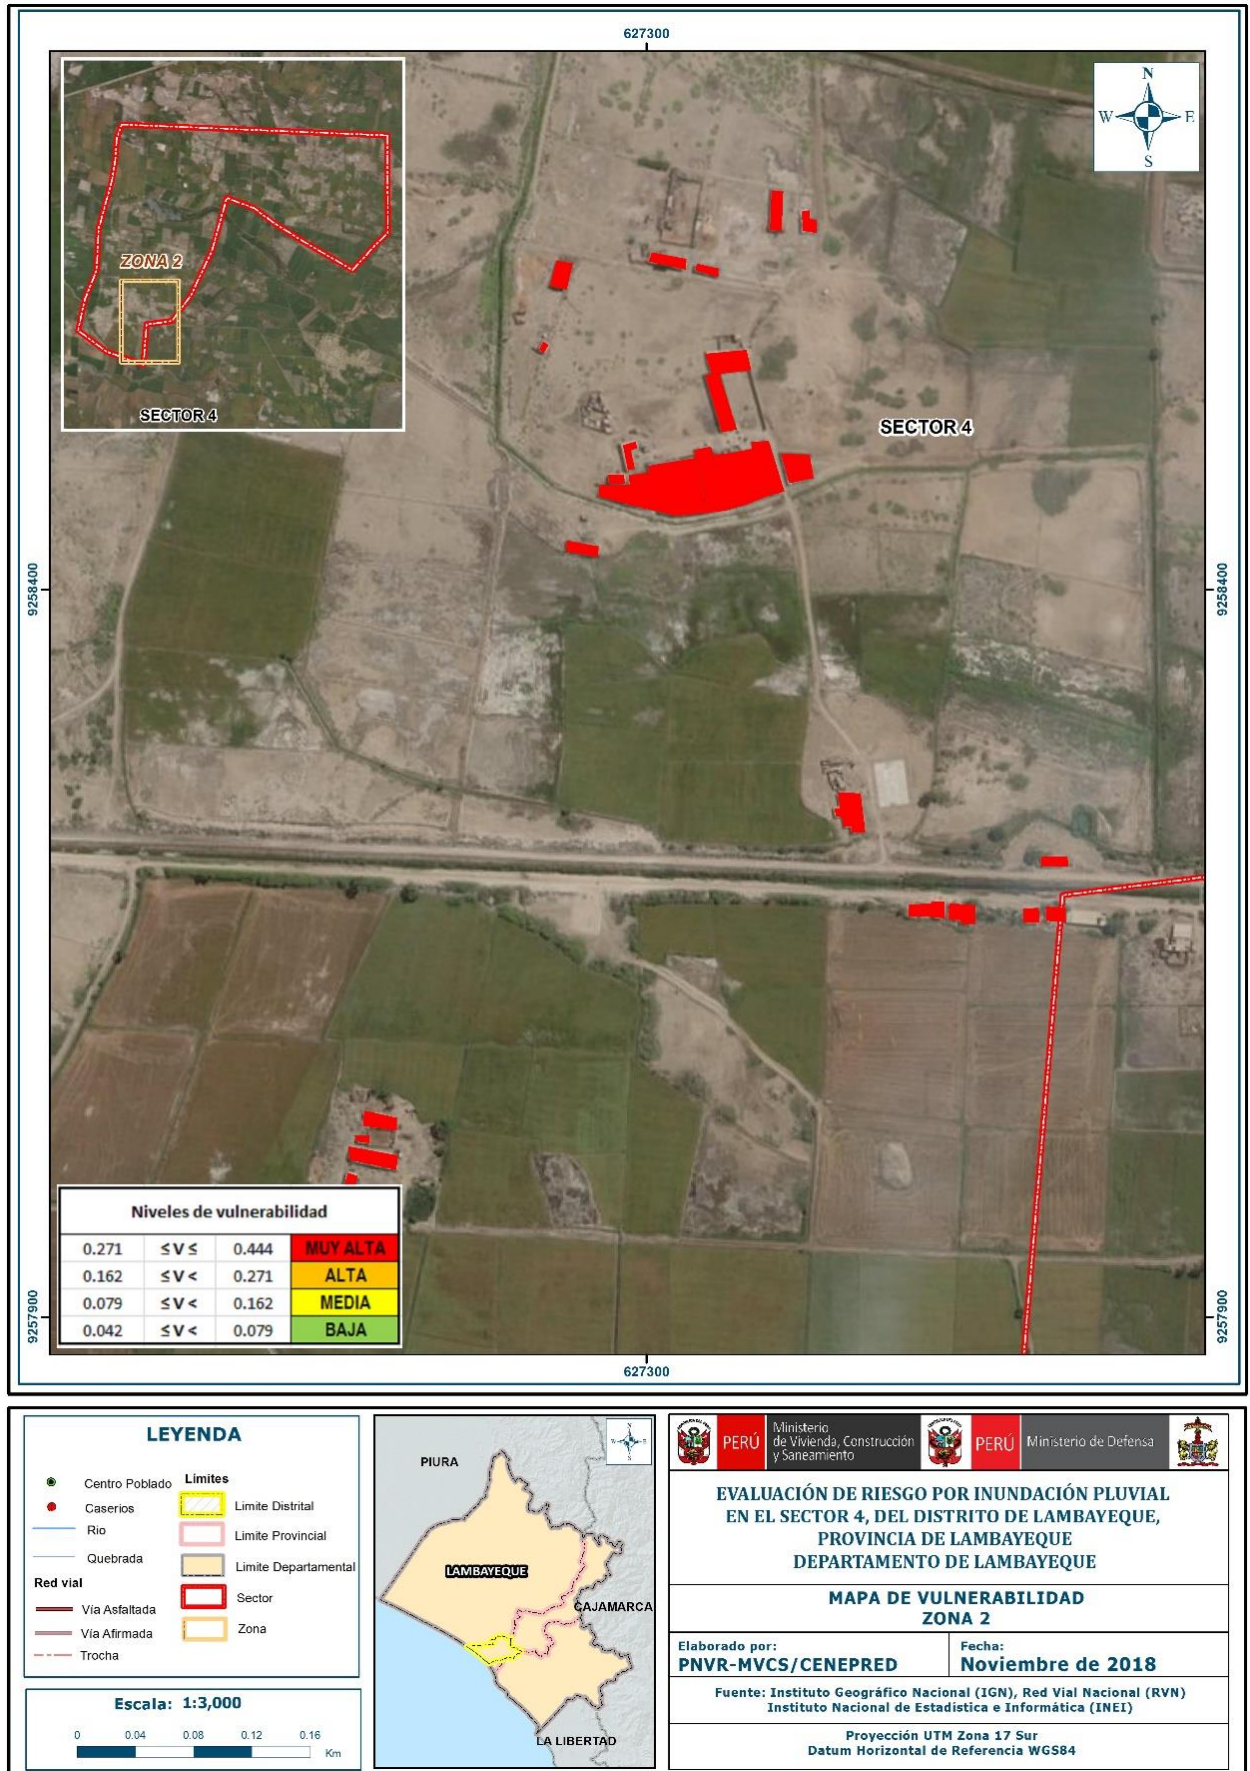 627300
N
W
E
S
ZONA 2
SECTOR 4
SECTOR 4
9258400
9258400
9257900
9257900
Niveles de vulnerabilidad
0.271 ≤ V ≤ 0.444 MUY ALTA
0.162 ≤ V < 0.271 ALTA
0.079 ≤ V < 0.162 MEDIA
0.042 ≤ V < 0.079 BAJA
627300
LEYENDA
Centro Poblado
Caserios
Rio
Quebrada
Red vial
Vía Asfaltada
Vía Afirmada
Trocha
Limites
Limite Distrital
Limite Provincial
Limite Departamental
Sector
Zona
Escala: 1:3,000
0 0.04 0.08 0.12 0.16
Km
PIURA
LAMBAYEQUE
CAJAMARCA
LA LIBERTAD
N
W
E
S
PERÚ
Ministerio
de Vivienda, Construcción
y Saneamiento
PERÚ
Ministerio de Defensa
EVALUACIÓN DE RIESGO POR INUNDACIÓN PLUVIAL
EN EL SECTOR 4, DEL DISTRITO DE LAMBAYEQUE,
PROVINCIA DE LAMBAYEQUE
DEPARTAMENTO DE LAMBAYEQUE
MAPA DE VULNERABILIDAD
ZONA 2
Elaborado por:
PNVR-MVCS/CENEPRED
Fecha:
Noviembre de 2018
Fuente: Instituto Geográfico Nacional (IGN), Red Vial Nacional (RVN)
Instituto Nacional de Estadística e Informática (INEI)
Proyección UTM Zona 17 Sur
Datum Horizontal de Referencia WGS84